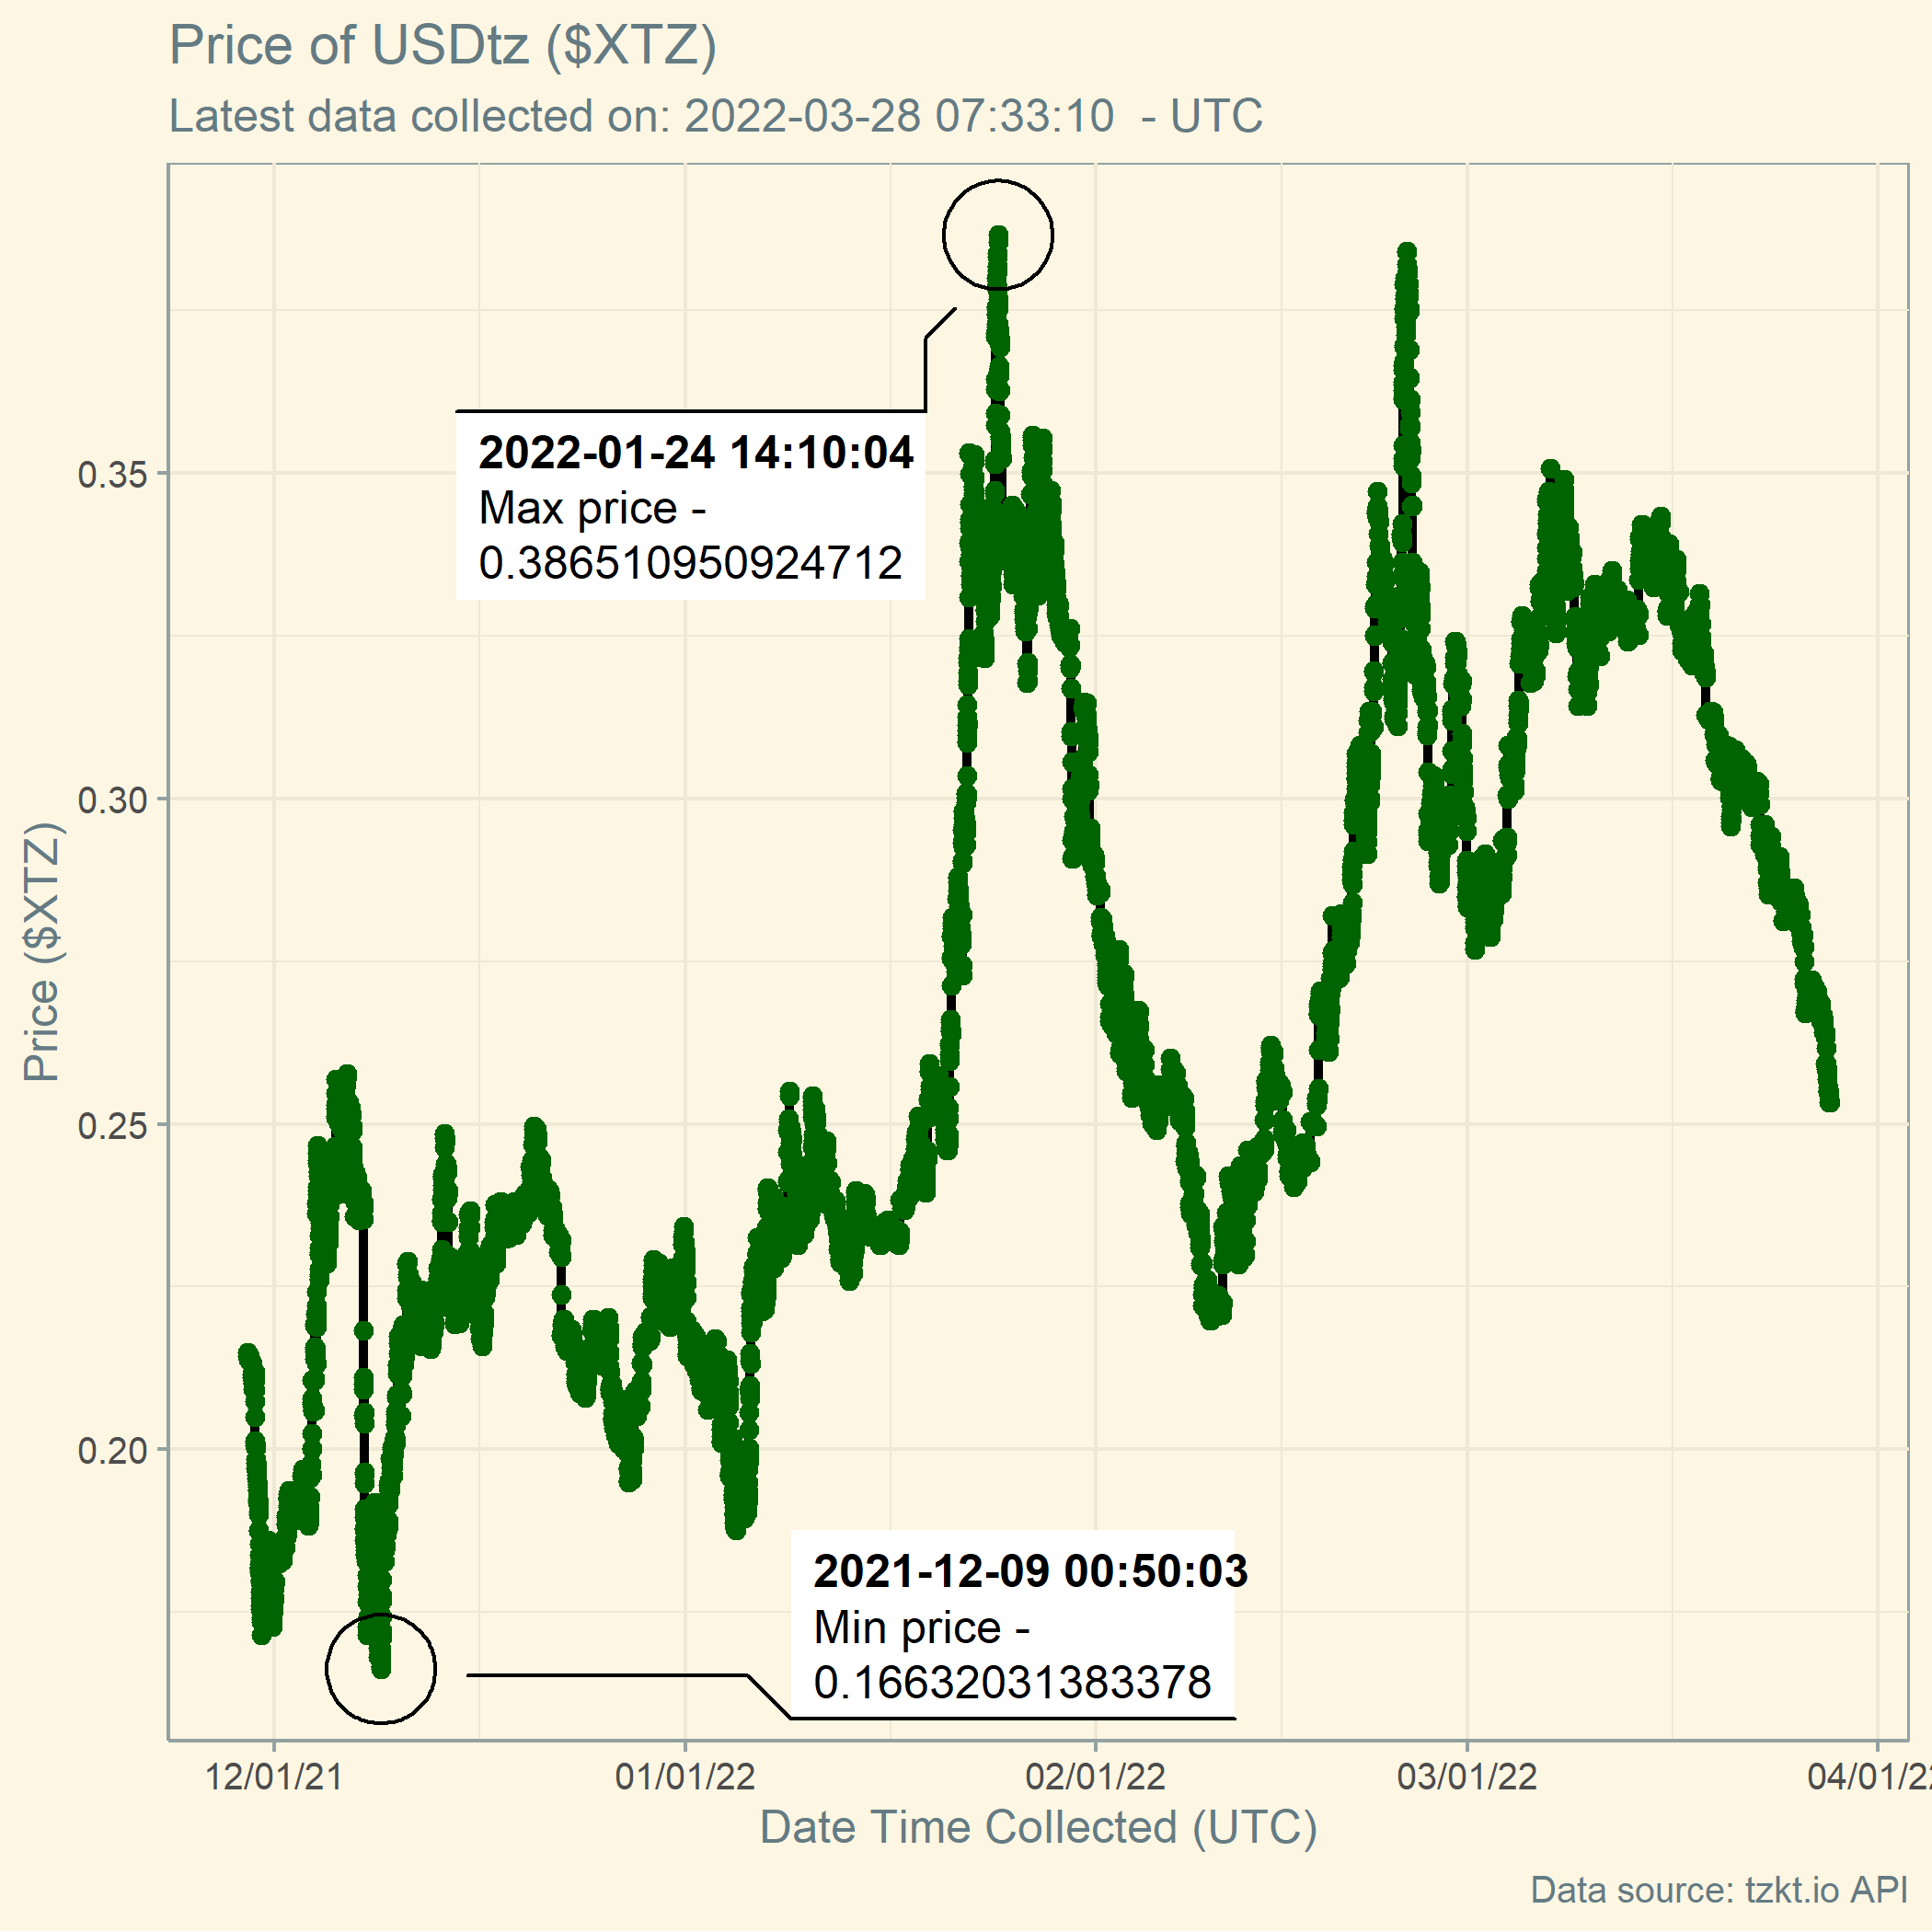 Price of USDtz ($XTZ)
Latest data collected on: 2022-03-28 07:33:10  - UTC
2022-01-24 14:10:04
Max price -
0.386510950924712
0.35
0.30
0.25
0.20
Price ($XTZ)
2021-12-09 00:50:03
Min price -
0.16632031383378
12/01/21
01/01/22
02/01/22
03/01/22
04/01/22
Date Time Collected (UTC)
Data source: tzkt.io API